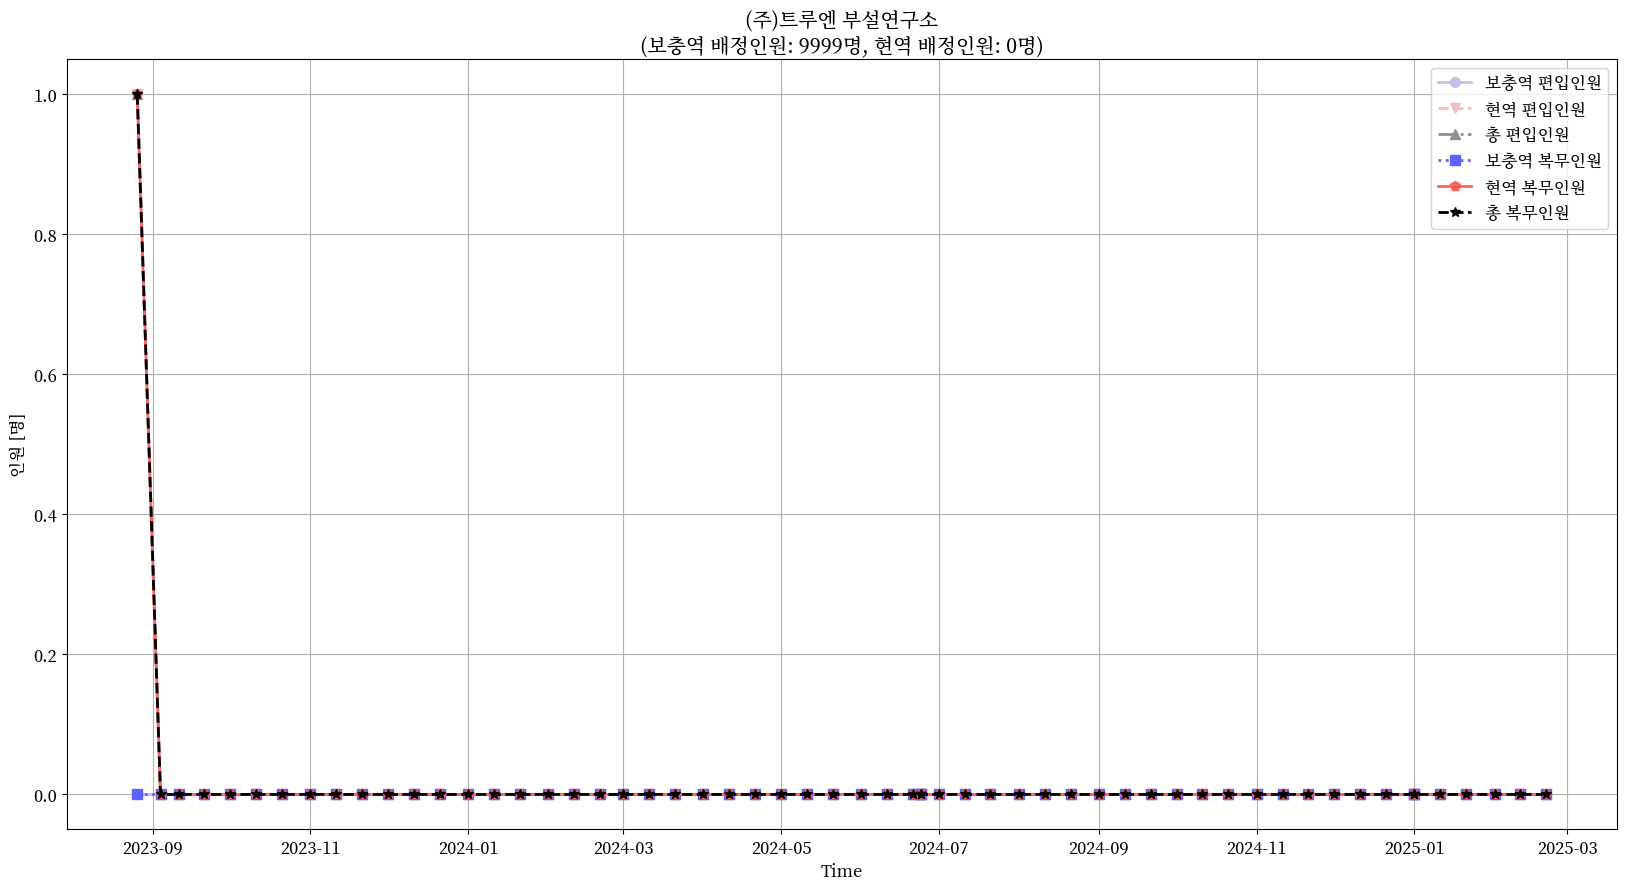 (주)트루엔 부설연구소
(보충역 배정인원: 9999명, 현역 배정인원: 0명)
보충역 편입인원
현역 편입인원
총 편입인원
보충역 복무인원
현역 복무인원
총 복무인원
인원 [명]
1.0
0.8
0.6
0.4
0.2
0.0
2023-09
2023-11
2024-01
2024-03
2024-05
2024-07
2024-09
2024-11
2025-01
2025-03
Time